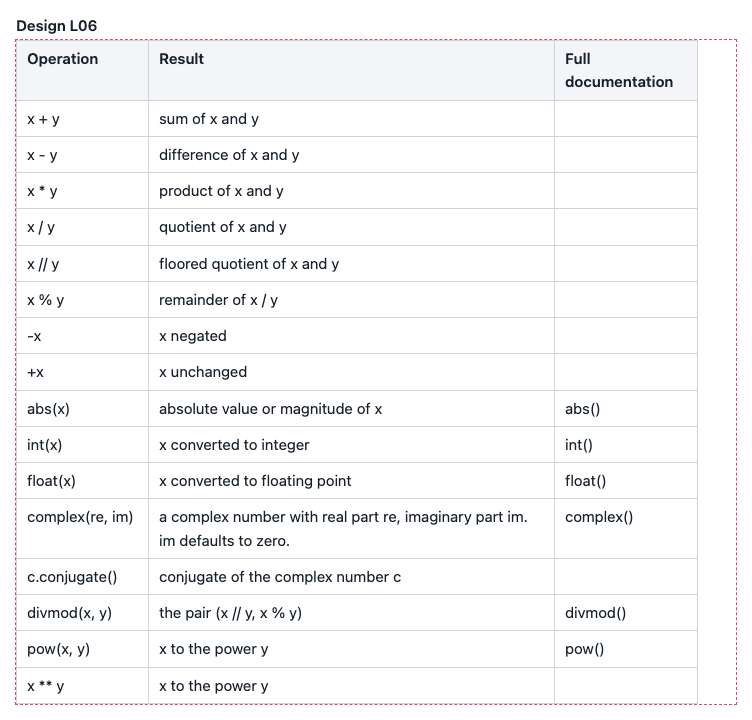 Design L06
Operation Result Full
documentation
x + y sum of x and y
x - y difference of x and y
x * y product of x and y
x / y quotient of x and y
x // y floored quotient of x and y
x % y remainder of x / y
-x x negated
+x x unchanged
abs(x) absolute value or magnitude of x abs()
int(x) x converted to integer int()
float(x) x converted to floating point float()
complex(re, im) a complex number with real part re, imaginary part im. complex()
im defaults to zero.
c.conjugate() conjugate of the complex number c
divmod(x, y) the pair (x // y, x % y) divmod()
pow(x, y) x to the power y pow()
x ** y x to the power y